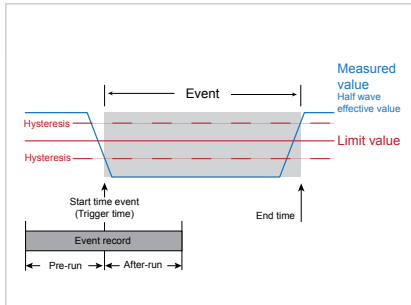 Event
Measured
value
Half wave
effective value
Hysteresis
Limit value
Hysteresis
Start time event
(Trigger time)
End time
Event record
Pre-run
After-run